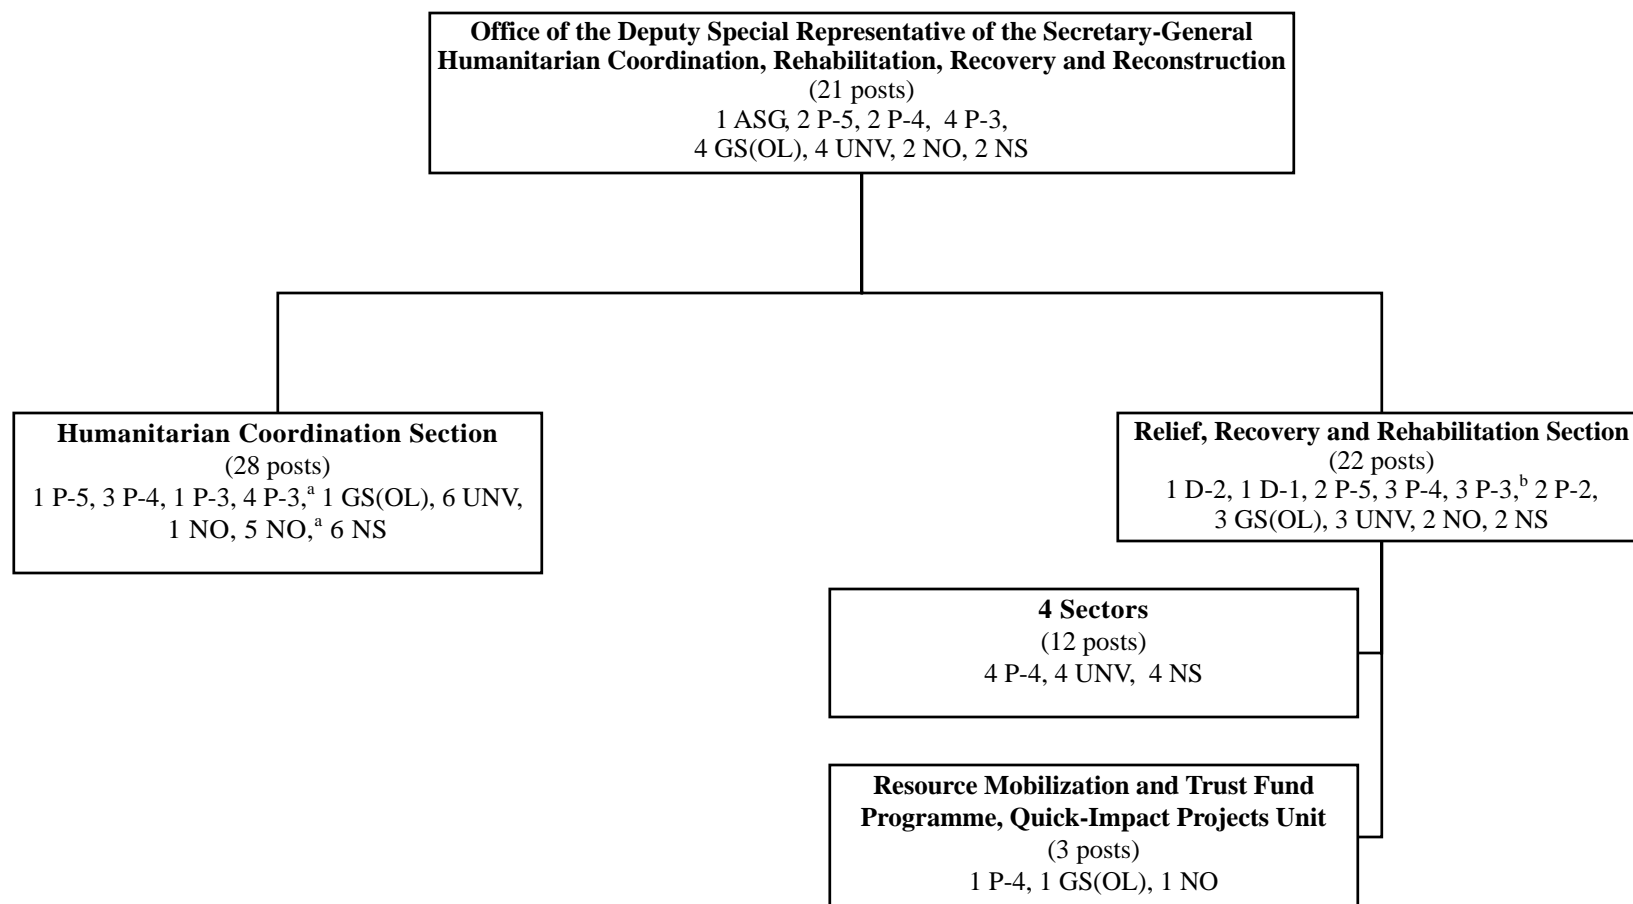 Office of the Deputy Special Representative of the Secretary-General
Humanitarian Coordination, Rehabilitation, Recovery and Reconstruction
(21 posts)
1 ASG, 2 P-5, 2 P-4, 4 P-3,
4 GS(OL), 4 UNV, 2 NO, 2 NS
Humanitarian Coordination Section
(28 posts)
1 P-5, 3 P-4, 1 P-3, 4 P-3,a 1 GS(OL), 6 UNV,
1 NO, 5 NO,a 6 NS
Relief, Recovery and Rehabilitation Section
(22 posts)
1 D-2, 1 D-1, 2 P-5, 3 P-4, 3 P-3,b 2 P-2,
3 GS(OL), 3 UNV, 2 NO, 2 NS
4 Sectors
(12 posts)
4 P-4, 4 UNV, 4 NS
Resource Mobilization and Trust Fund
Programme, Quick-Impact Projects Unit
(3 posts)
1 P-4, 1 GS(OL), 1 NO